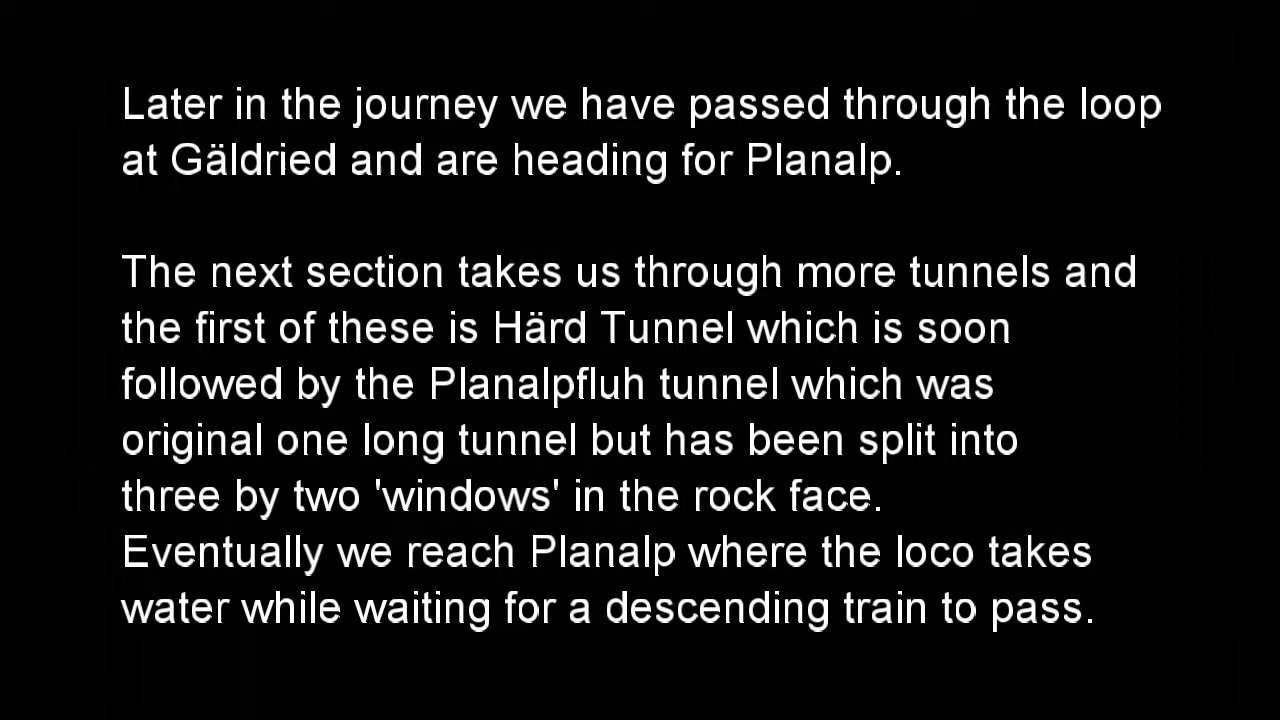 Later in the journey we have passed through the loop
at Gäldried and are heading for Planalp.
The next section takes us through more tunnels and
the first of these is Härd Tunnel which is soon
followed by the Planalpfluh tunnel which was
original one long tunnel but has been split into
three by two 'windows' in the rock face.
Eventually we reach Planalp where the loco takes
water while waiting for a descending train to pass.